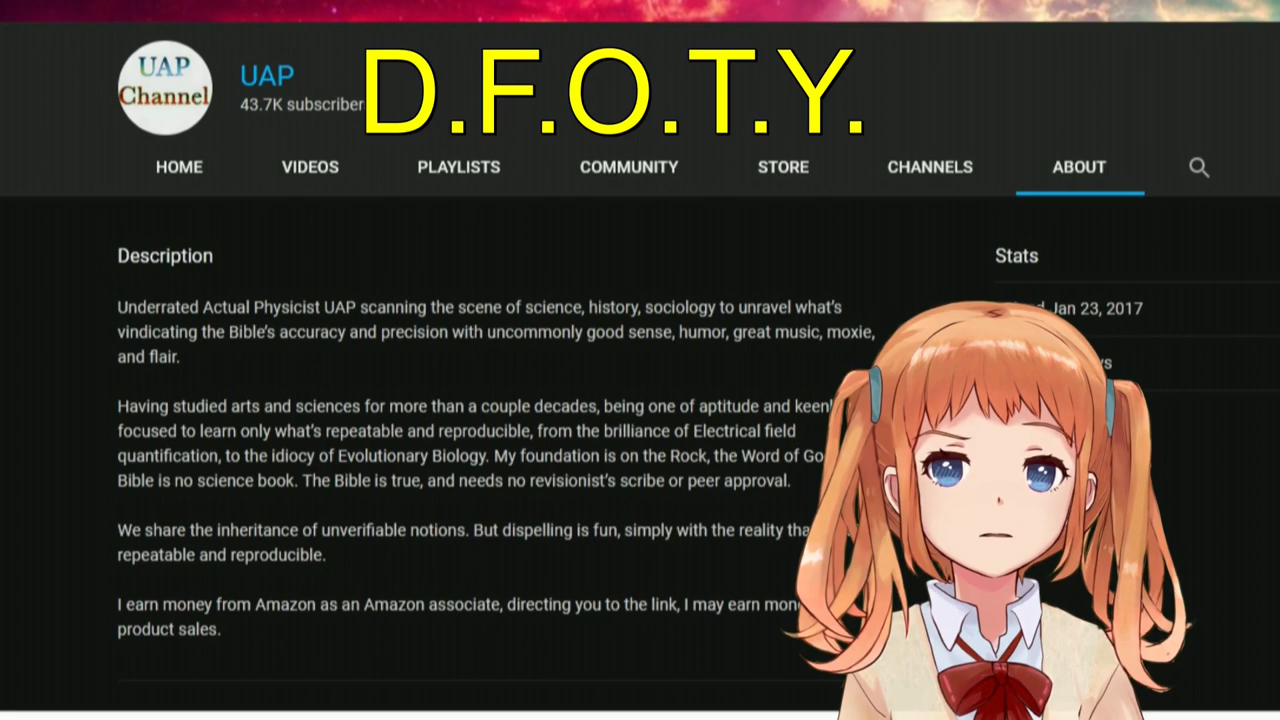 UAP
Channel
UAP
43.7K subscriber
D.F.O.T.Y.
HOME VIDEOS PLAYLISTS COMMUNITY STORE CHANNELS ABOUT
Description
Stats
Underrated Actual Physicist UAP scanning the scene of science, history, sociology to unravel what's
vindicating the Bible's accuracy and precision with uncommonly good sense, humor, great music, moxie,
and flair.
Jan 23, 2017
Having studied arts and sciences for more than a couple decades, being one of aptitude and
focused to learn only what's repeatable and reproducible, from the brilliance of Electrical field
quantification, to the idiocy of Evolutionary Biology. My foundation is on the Rock, the Word of
Bible is no science book. The Bible is true, and needs no revisionist's scribe or peer approval.
We share the inheritance of unverifiable notions. But dispelling is fun, simply with the reality
repeatable and reproducible.
I earn money from Amazon as an Amazon associate, directing you to the link, I may earn
product sales.